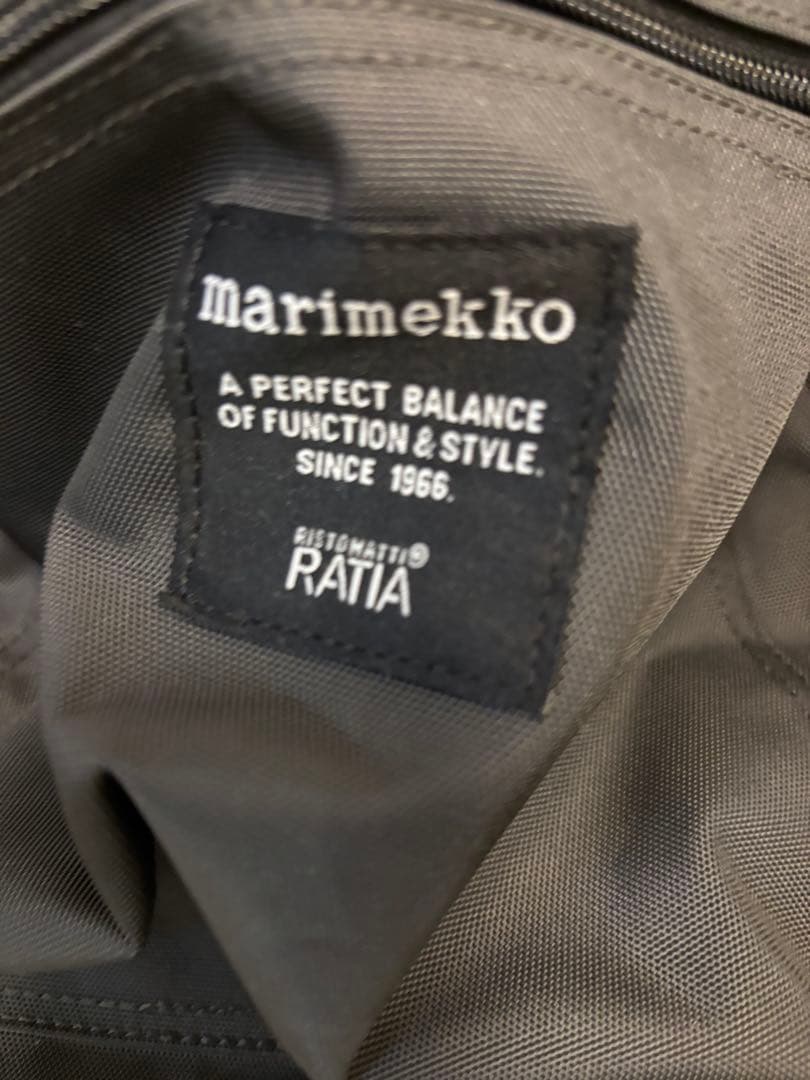 marimekko
A PERFECT BALANCE
OF FUNCTION & STYLE.
SINCE 1966.
RISTOMATTI®
RATIA